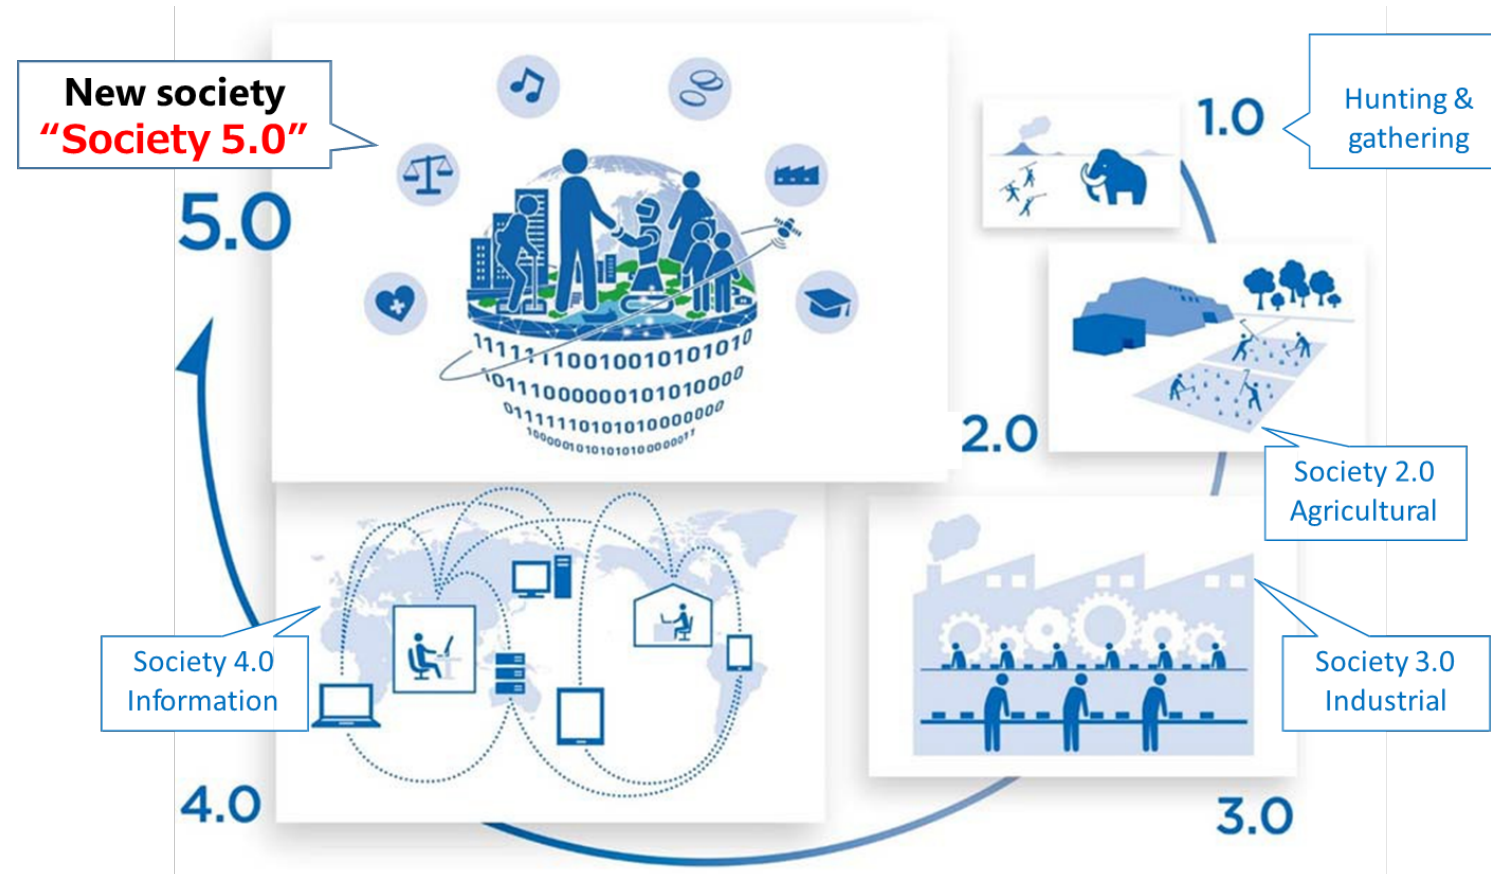 New society
“Society 5.0”
5.0
1.0
Hunting &
gathering
2.0
Society 2.0
Agricultural
Society 3.0
Industrial
3.0
Society 4.0
Information
4.0